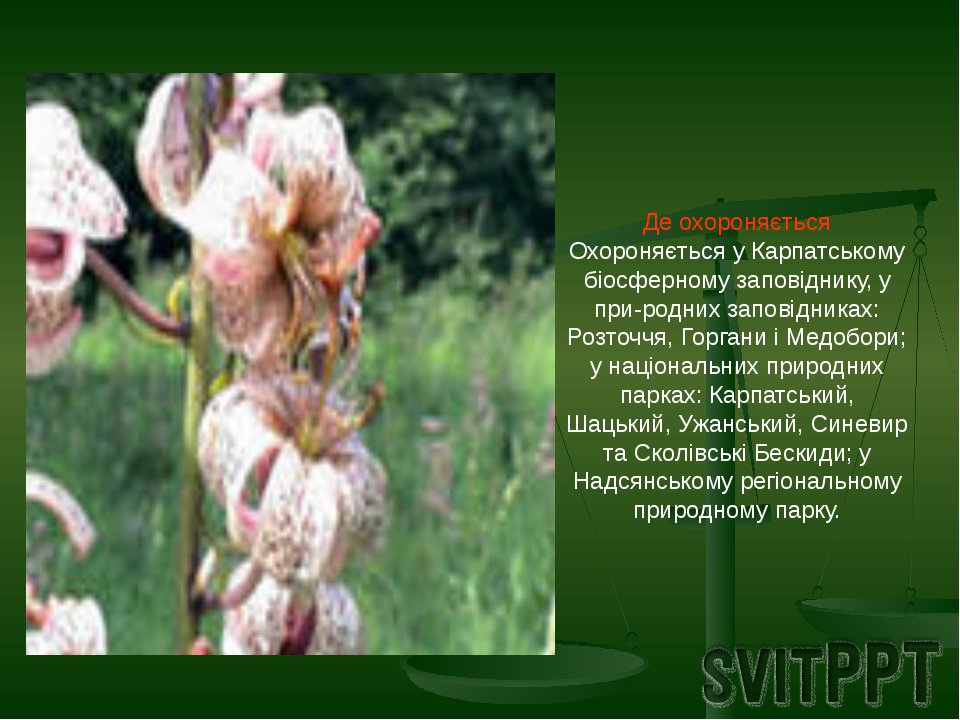 Де охороняється
Охороняється у Карпатському
біосферному заповіднику, у
при-родних заповідниках:
Розточчя, Горгани і Медобори;
у національних природних
парках: Карпатський,
Шацький, Ужанський, Синевир
та Сколівські Бескиди; у
Надсянському регіональному
природному парку.
SVITPPT